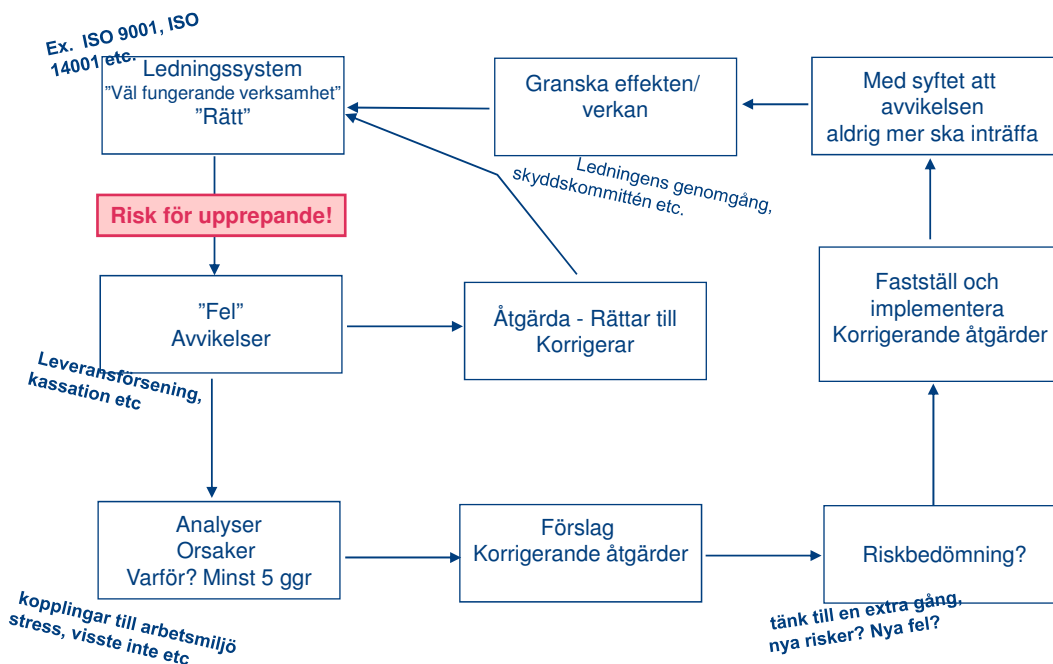 Ex. ISO 9001, ISO
14001 etc.
Ledningssystem
”Väl fungerande verksamhet”
”Rätt”
Granska effekten/
verkan
Med syftet att
avvikelsen
aldrig mer ska inträffa
Ledningens genomgång,
skyddskommittén etc.
Risk för upprepande!
”Fel”
Avvikelser
Åtgärda - Rättar till
Korrigerar
Fastställ och
implementera
Korrigerande åtgärder
Leveransförsening,
kassation etc
Analyser
Orsaker
Varför? Minst 5 ggr
Förslag
Korrigerande åtgärder
Riskbedömning?
kopplingar till arbetsmiljö
stress, visste inte etc
tänk till en extra gång,
nya risker? Nya fel?